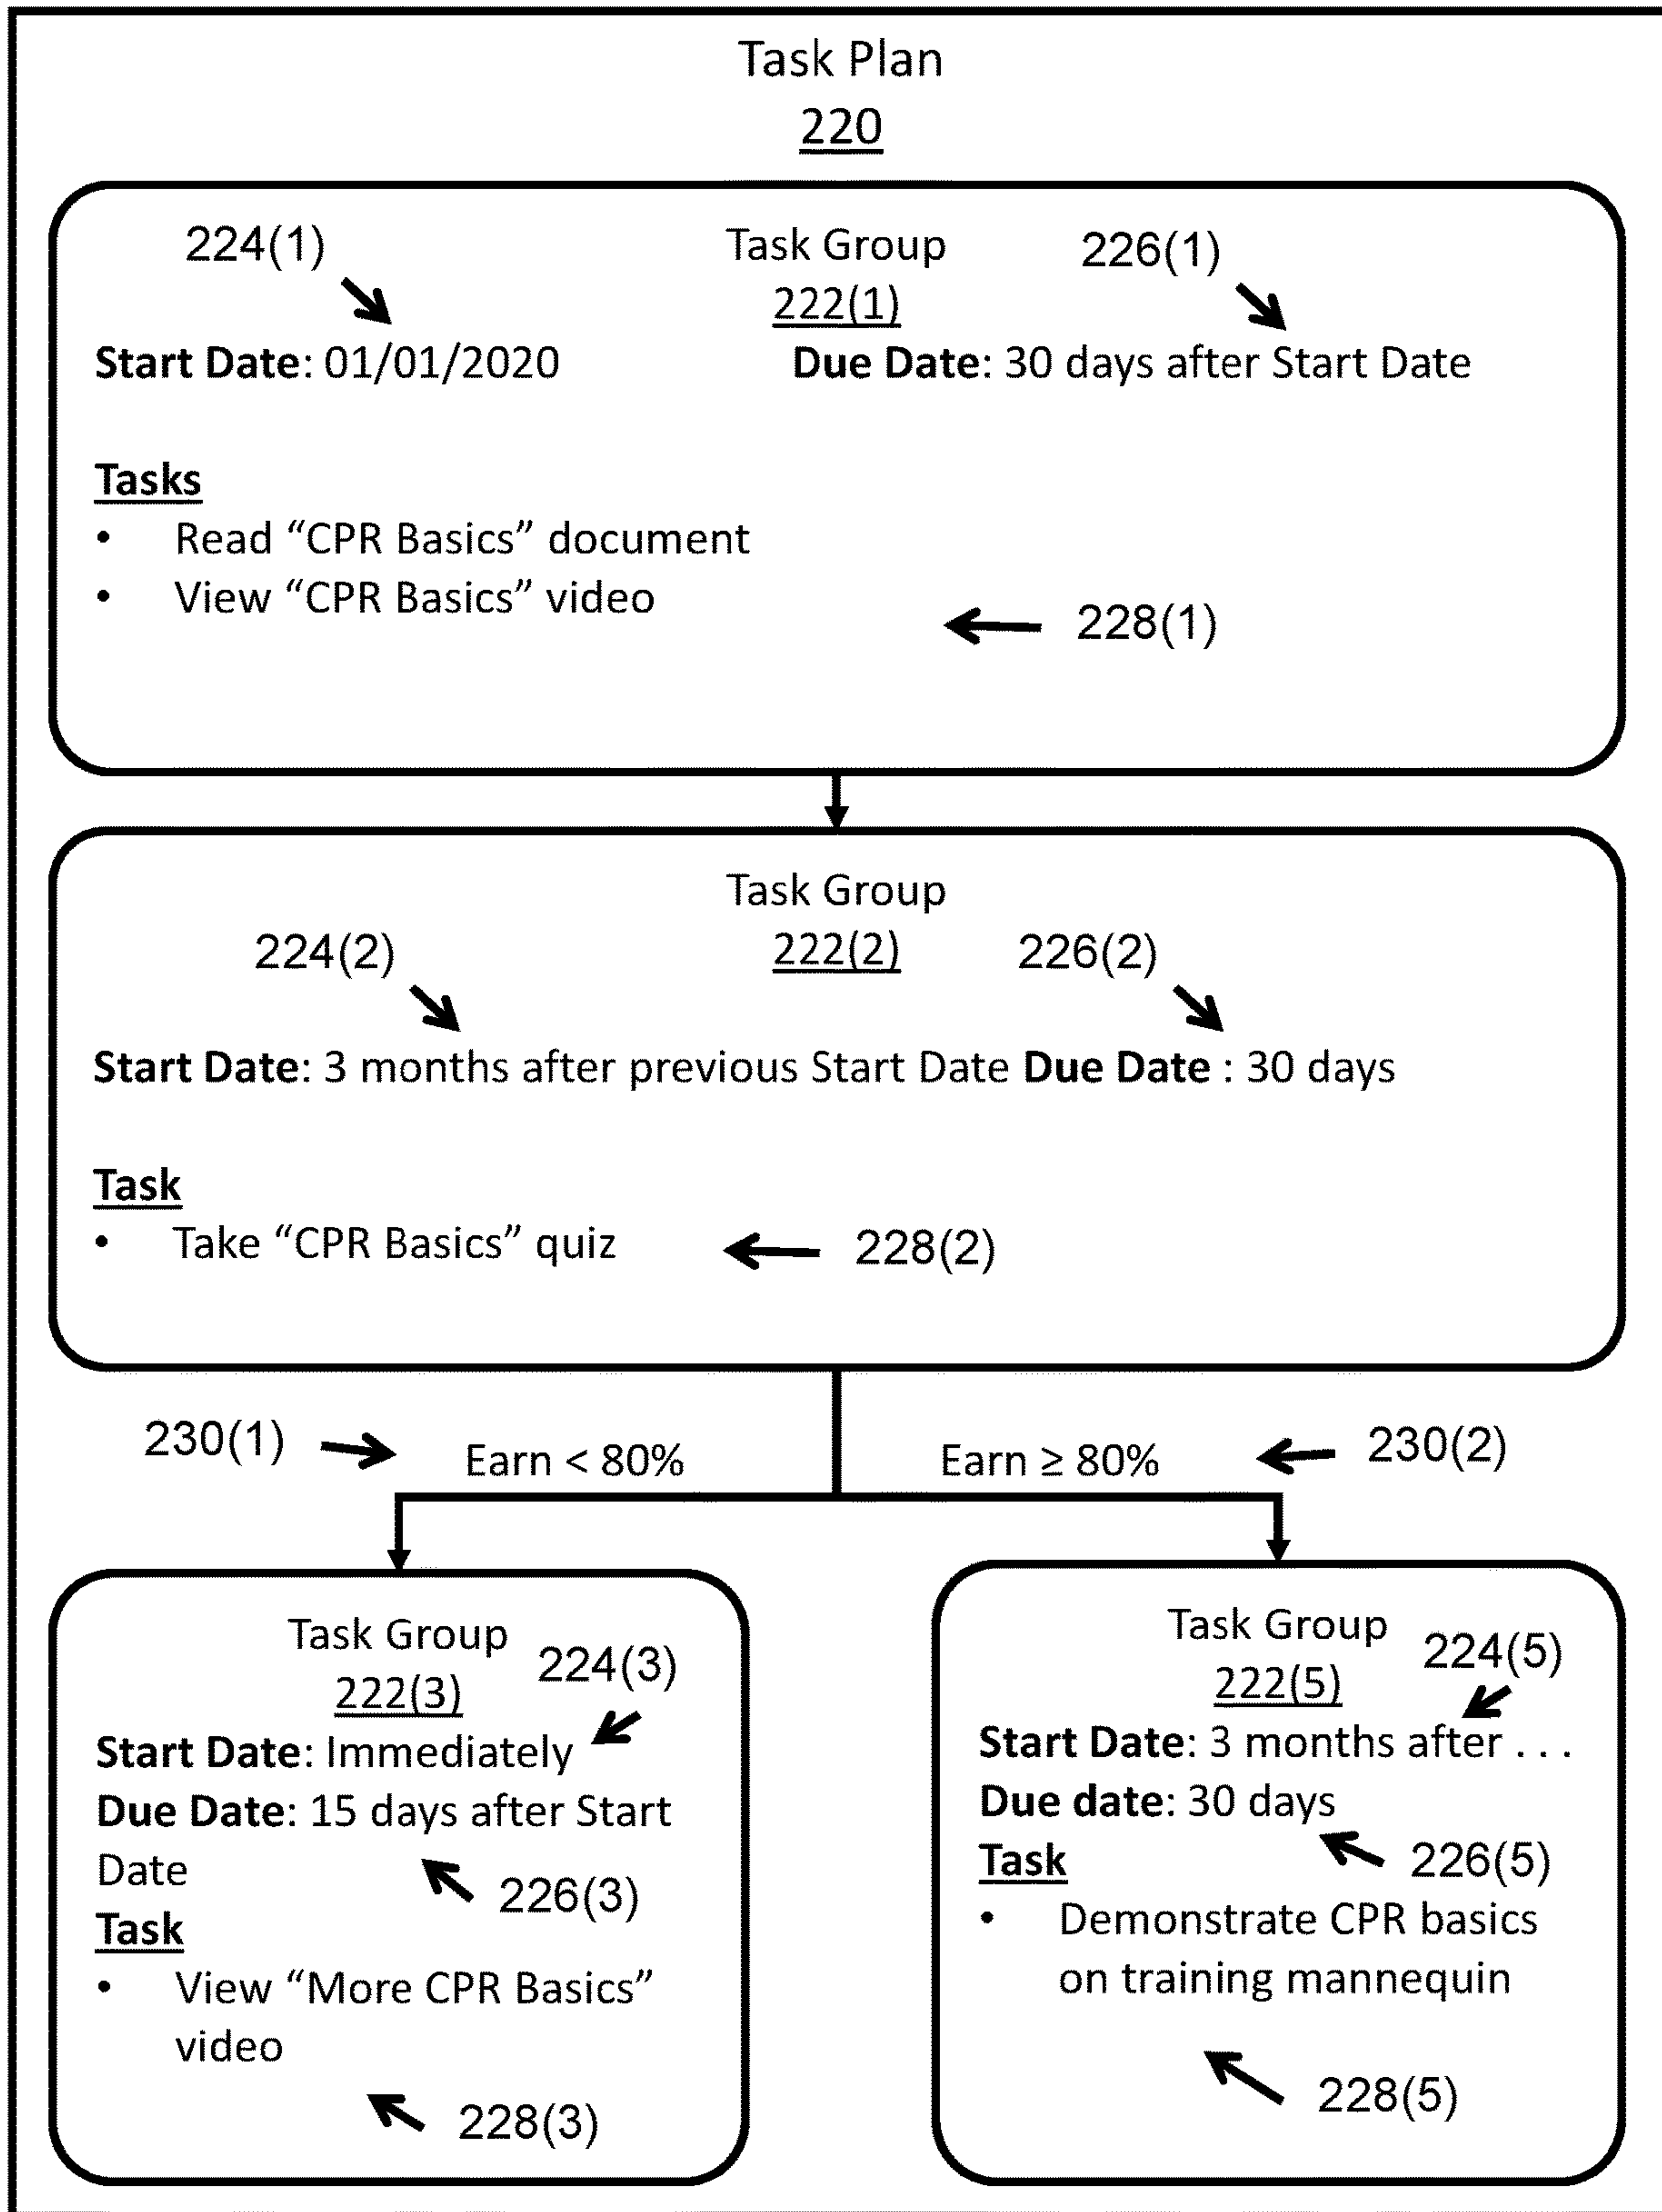 Task Plan
220
224(1)
Task Group
226(1)
222(1)
Start Date: 01/01/2020 Due Date: 30 days after Start Date
Tasks
• Read “CPR Basics” document
• View “CPR Basics” video
228(1)
Task Group
224(2) 222(2) 226(2)
Start Date: 3 months after previous Start Date Due Date : 30 days
Task
• Take “CPR Basics” quiz
228(2)
230(1) Earn < 80% Earn ≥ 80% 230(2)
Task Group
222(3)
224(3)
Start Date: Immediately
Due Date: 15 days after Start
Date
226(3)
Task
• View “More CPR Basics”
video
228(3)
Task Group
222(5)
224(5)
Start Date: 3 months after . . .
Due date: 30 days
226(5)
Task
• Demonstrate CPR basics
on training mannequin
228(5)